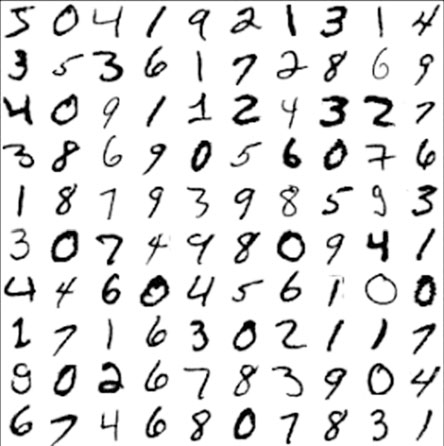 5 0 4 1 9 2 1 3 1 4
3 5 3 6 1 7 2 8 6 9
4 0 9 1 1 2 4 3 2 7
3 8 6 9 0 5 6 0 7 6
1 8 7 9 3 9 8 5 9 3
3 0 7 4 9 8 0 9 4 1
4 4 6 0 4 5 6 1 0 0
1 7 1 6 3 0 2 1 1 7
9 0 2 6 7 8 3 9 0 4
6 7 4 6 8 0 7 8 3 1